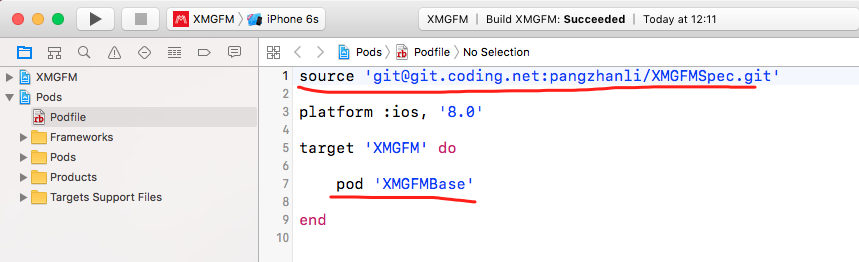 XMGFM
iPhone 6s
XMGFM | Build XMGFM: Succeeded | Today at 12:11
Pods
Podfile
No Selection
XMGFM
Pods
Podfile
Frameworks
Pods
Products
Targets Support Files
1 source 'git@git.coding.net:pangzhanli/XMGFMSpec.git'
2
3 platform :ios, '8.0'
4
5 target 'XMGFM' do
6
7 pod 'XMGFMBase'
8
9 end
10